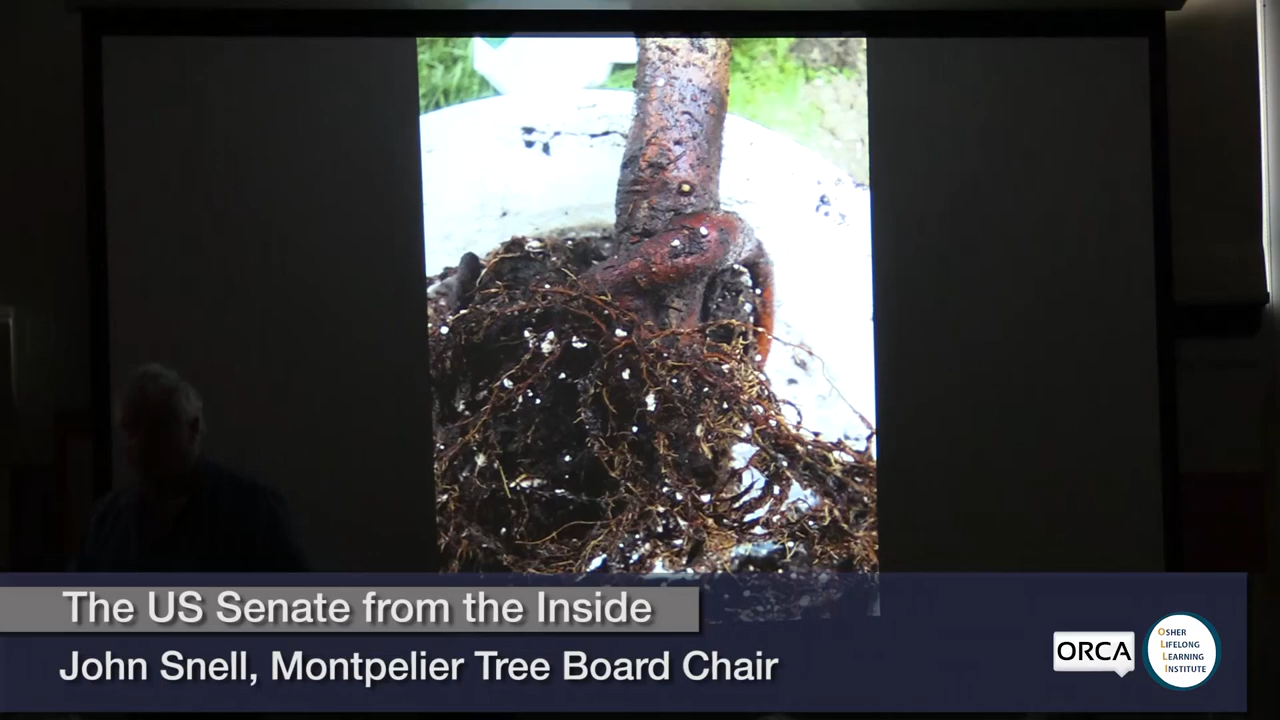 The US Senate from the Inside
John Snell, Montpelier Tree Board Chair
ORCA
OSHER
LIFELONG
LEARNING
INSTITUTE